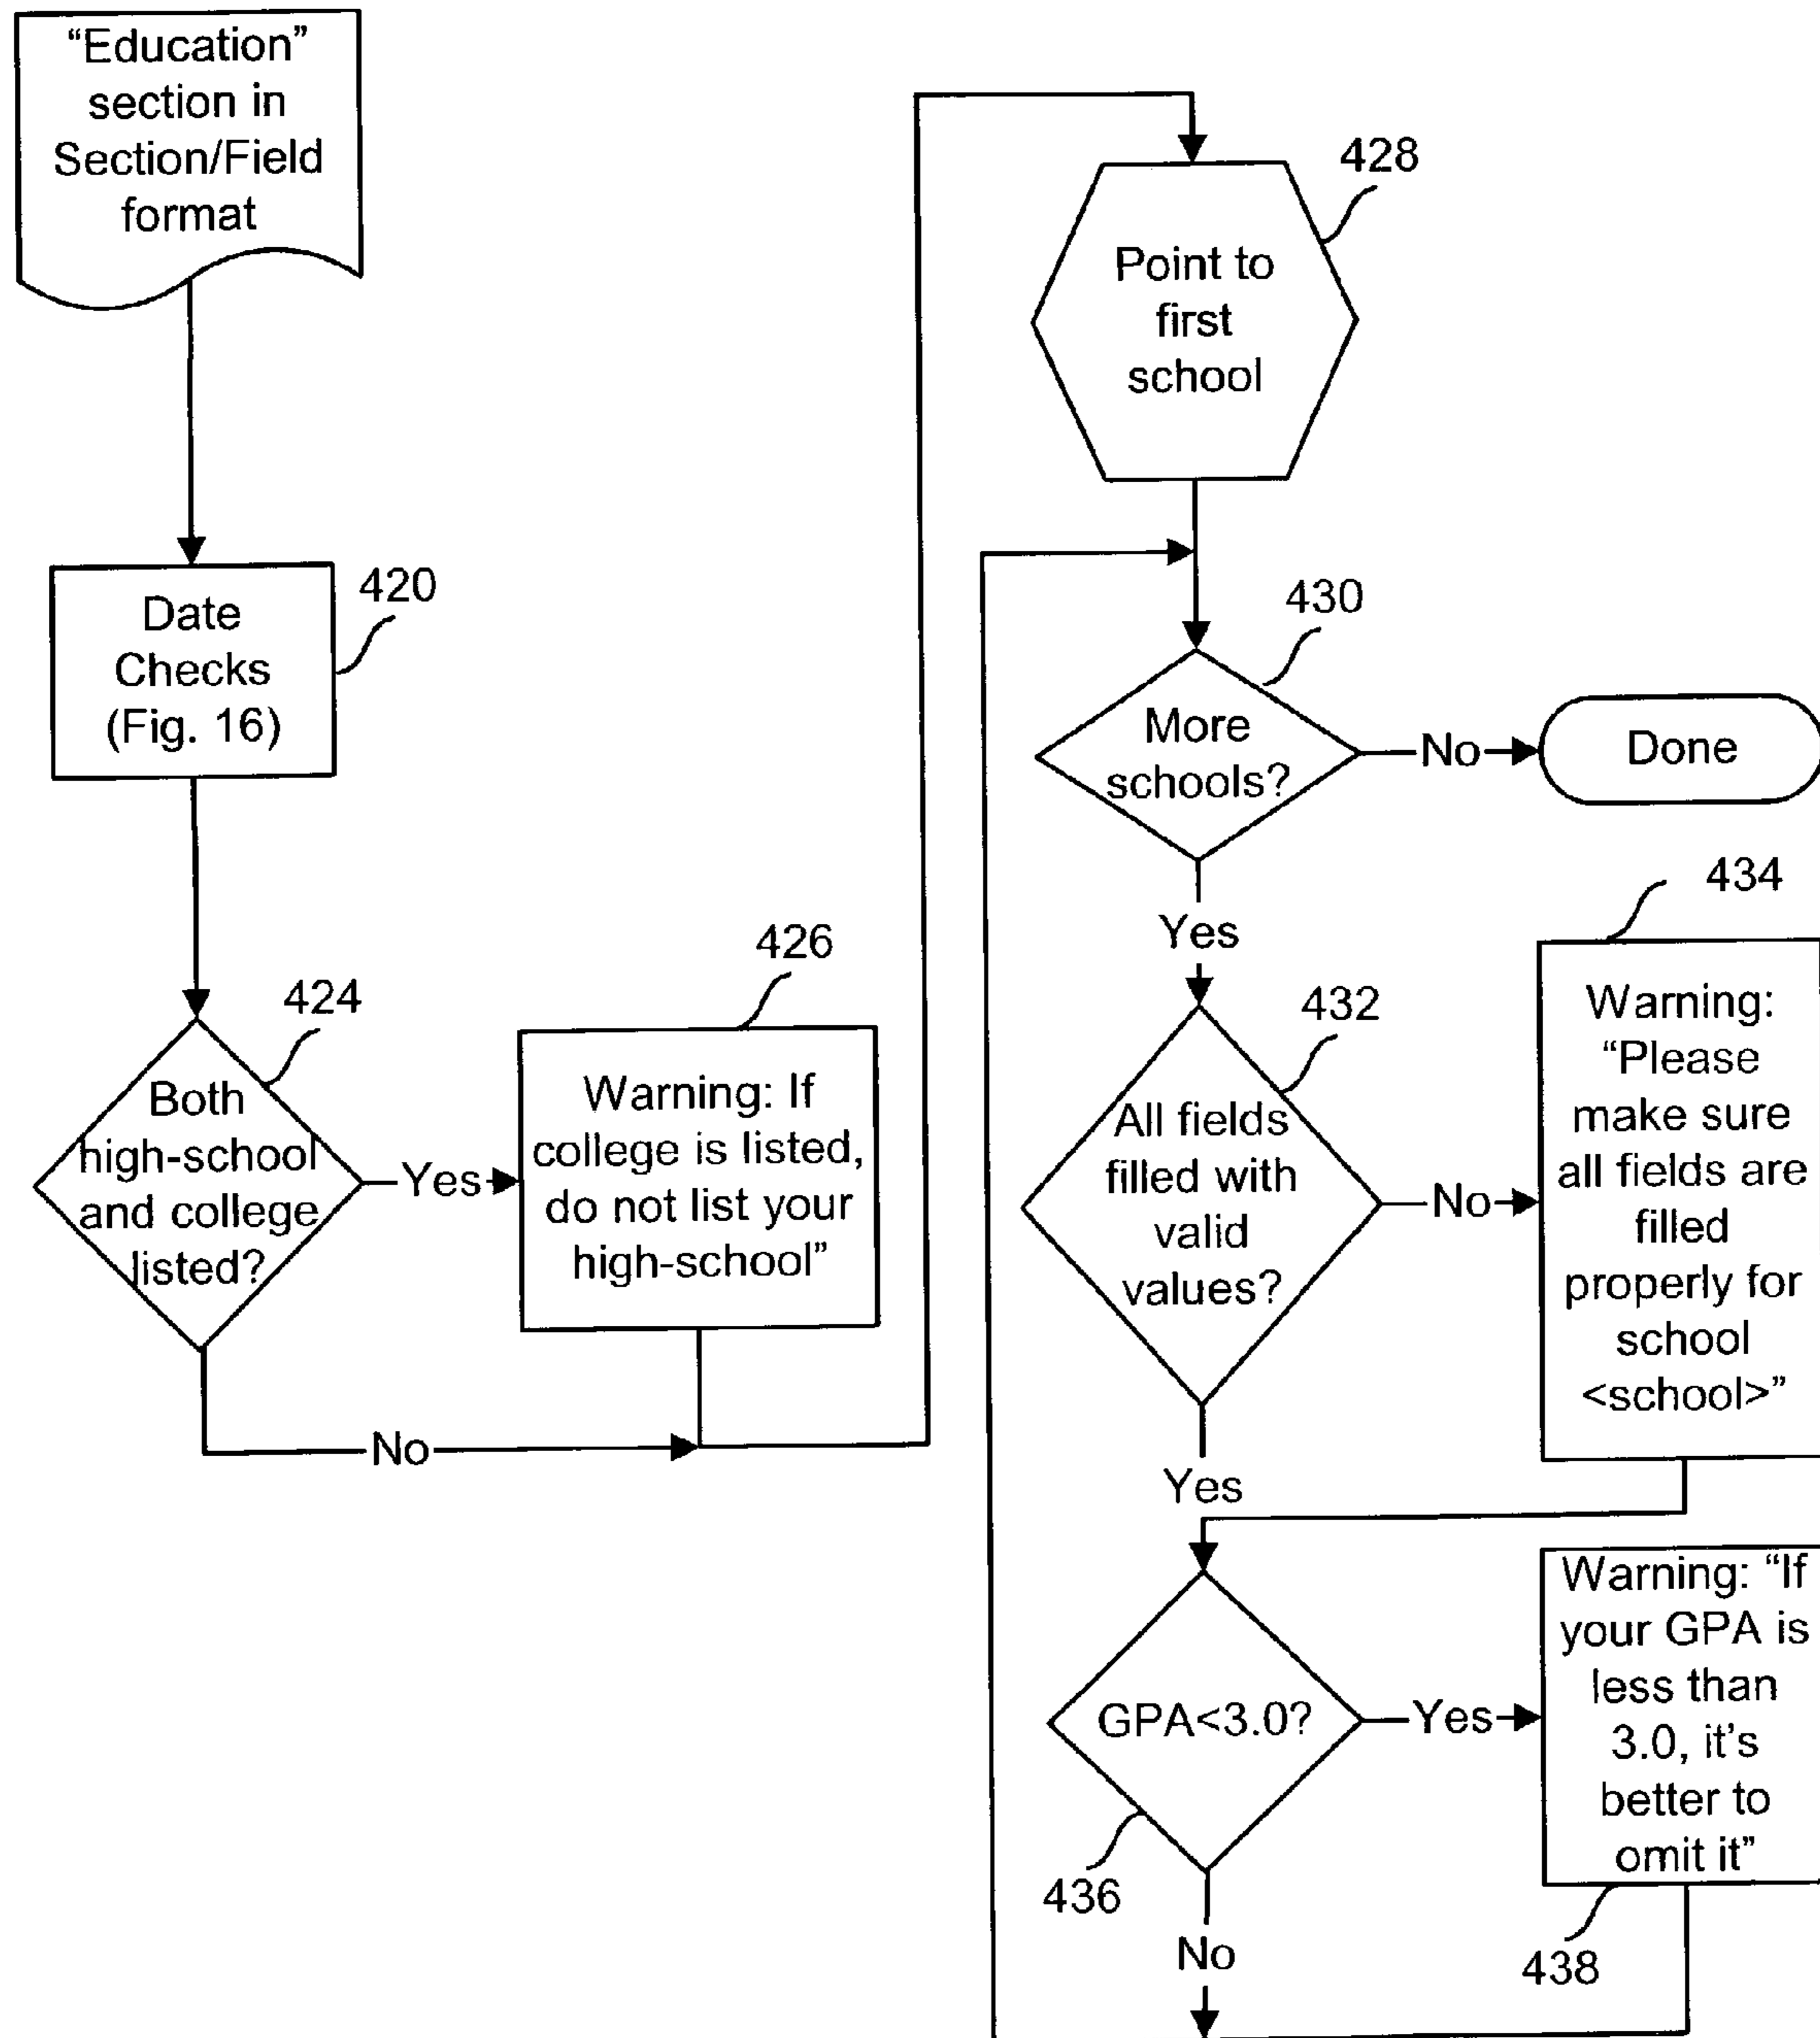 “Education”
section in
Section/Field
format
Date
Checks
(Fig. 16)
420
424
Both
high-school
and college
listed?
Yes
No
426
Warning: If
college is listed,
do not list your
high-school”
428
Point to
first
school
430
More
schools?
No
Done
Yes
432
All fields
filled with
valid
values?
No
434
Warning:
“Please
make sure
all fields are
filled
properly for
school
<school>”
Yes
GPA<3.0?
436
Yes
Warning: “If
your GPA is
less than
3.0, it’s
better to
omit it”
438
No